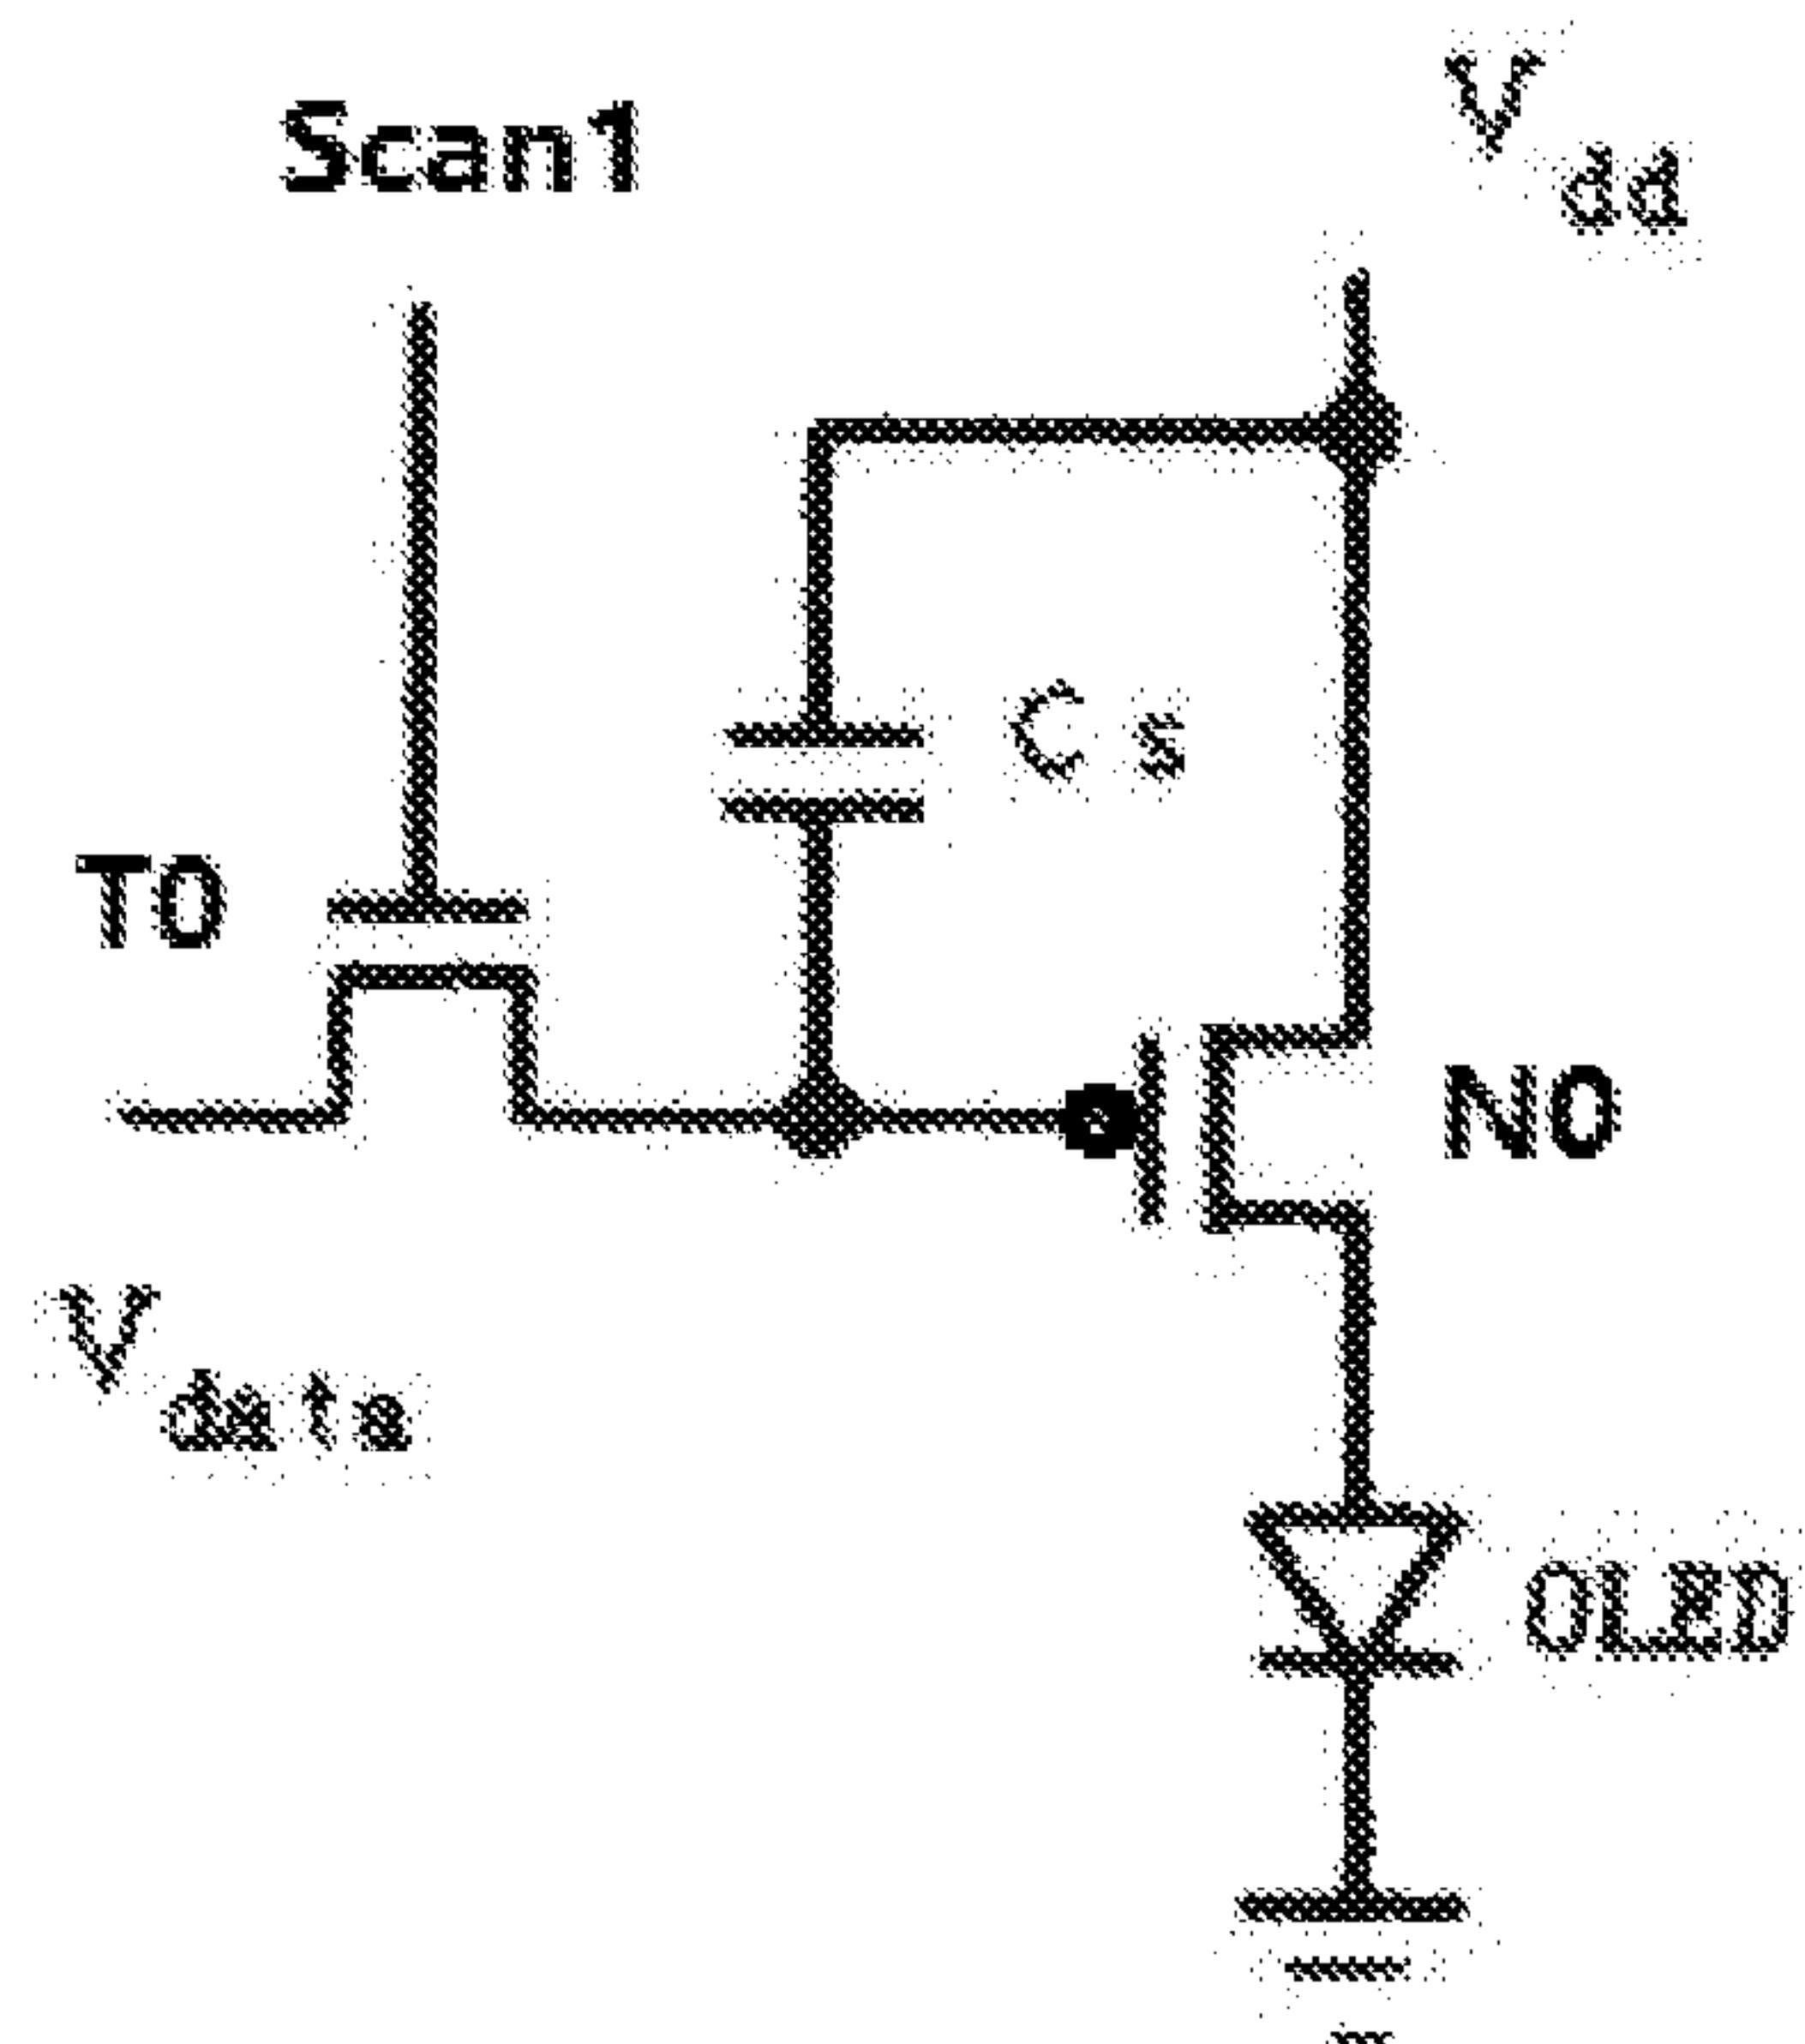 Scan1
Vdd
Cs
T0
N0
Vdata
OLED